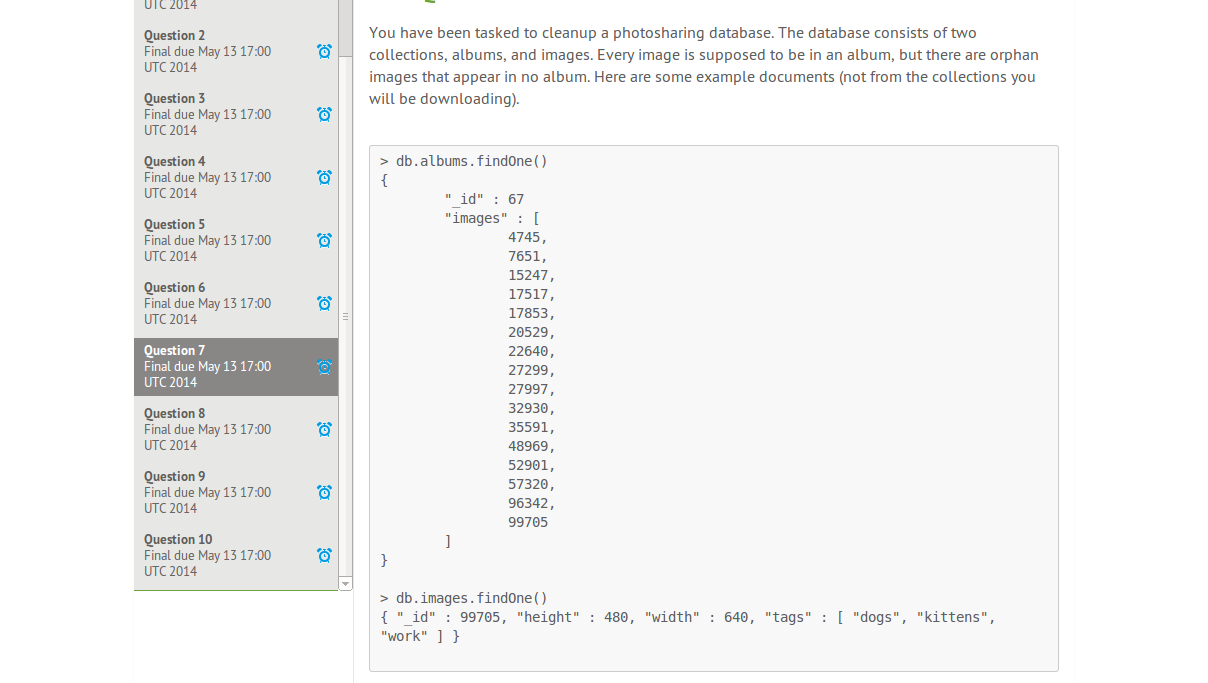 UTC 2014
Question 2
Final due May 13 17:00
UTC 2014
Question 3
Final due May 13 17:00
UTC 2014
Question 4
Final due May 13 17:00
UTC 2014
Question 5
Final due May 13 17:00
UTC 2014
Question 6
Final due May 13 17:00
UTC 2014
Question 7
Final due May 13 17:00
UTC 2014
Question 8
Final due May 13 17:00
UTC 2014
Question 9
Final due May 13 17:00
UTC 2014
Question 10
Final due May 13 17:00
UTC 2014
You have been tasked to cleanup a photosharing database. The database consists of two
collections, albums, and images. Every image is supposed to be in an album, but there are orphan
images that appear in no album. Here are some example documents (not from the collections you
will be downloading).
> db.albums.findOne()
{
"_id" : 67
"images" : [
4745,
7651,
15247,
17517,
17853,
20529,
22640,
27299,
27997,
32930,
35591,
48969,
52901,
57320,
96342,
99705
]
}
> db.images.findOne()
{ "_id" : 99705, "height" : 480, "width" : 640, "tags" : [ "dogs", "kittens",
"work" ] }